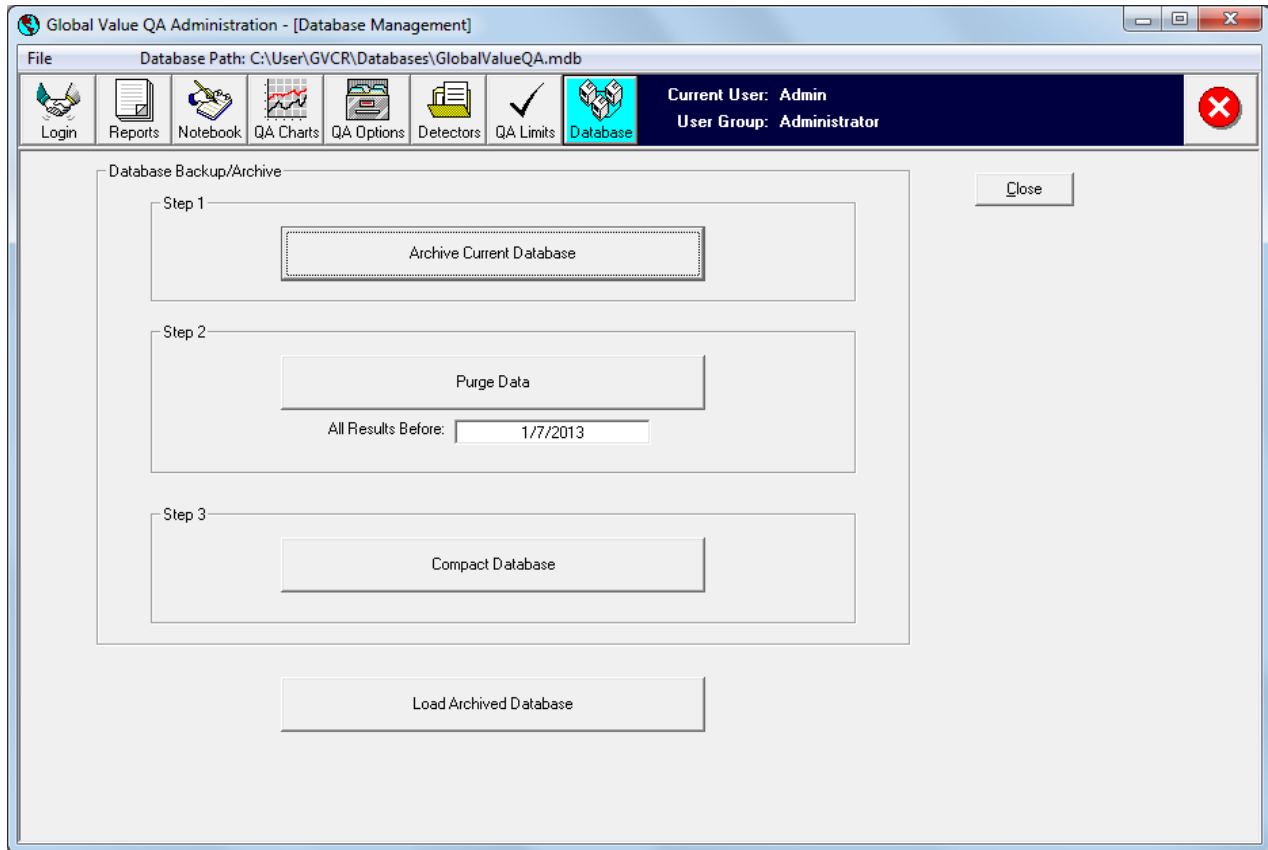 Global Value QA Administration - [Database Management]
File Database Path: C:\User\GVCR\Databases\GlobalValueQA.mdb
Login Reports Notebook QA Charts QA Options Detectors QA Limits Database
Current User: Admin
User Group: Administrator
Database Backup/Archive
Close
Step 1
Archive Current Database
Step 2
Purge Data
All Results Before: 1/7/2013
Step 3
Compact Database
Load Archived Database